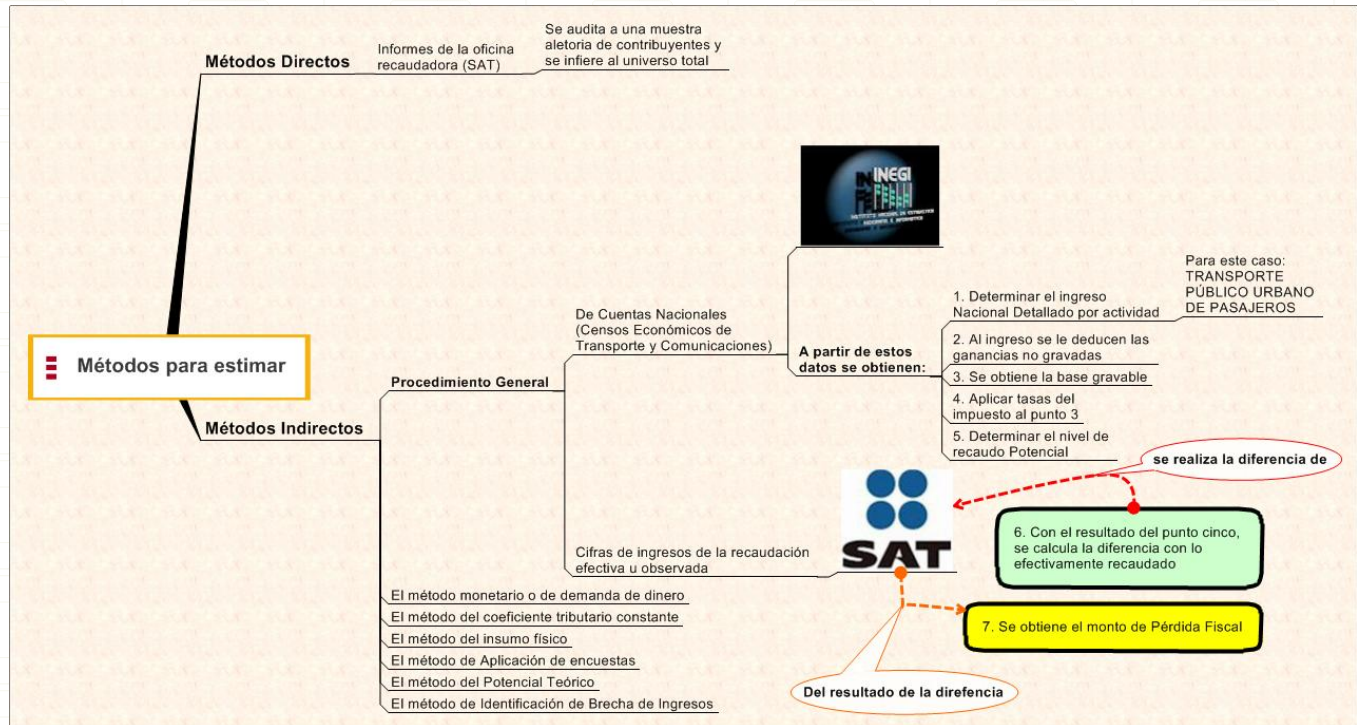 Métodos para estimar
Métodos Directos
Informes de la oficina
recaudadora (SAT)
Se audita a una muestra
aletoria de contribuyentes y
se infiere al universo total
Métodos Indirectos
Procedimiento General
De Cuentas Nacionales
(Censos Económicos de
Transporte y Comunicaciones)
INEGI
INSTITUTO NACIONAL DE ESTADISTICA
GEOGRAFIA E INFORMATICA
A partir de estos
datos se obtienen:
1. Determinar el ingreso
Nacional Detallado por actividad
Para este caso:
TRANSPORTE
PÚBLICO URBANO
DE PASAJEROS
2. Al ingreso se le deducen las
ganancias no gravadas
3. Se obtiene la base gravable
4. Aplicar tasas del
impuesto al punto 3
5. Determinar el nivel de
recaudo Potencial
Cifras de ingresos de la recaudación
efectiva u observada
SAT
se realiza la diferencia de
6. Con el resultado del punto cinco,
se calcula la diferencia con lo
efectivamente recaudado
7. Se obtiene el monto de Pérdida Fiscal
Del resultado de la direfencia
El método monetario o de demanda de dinero
El método del coeficiente tributario constante
El método del insumo físico
El método de Aplicación de encuestas
El método del Potencial Teórico
El método de Identificación de Brecha de Ingresos